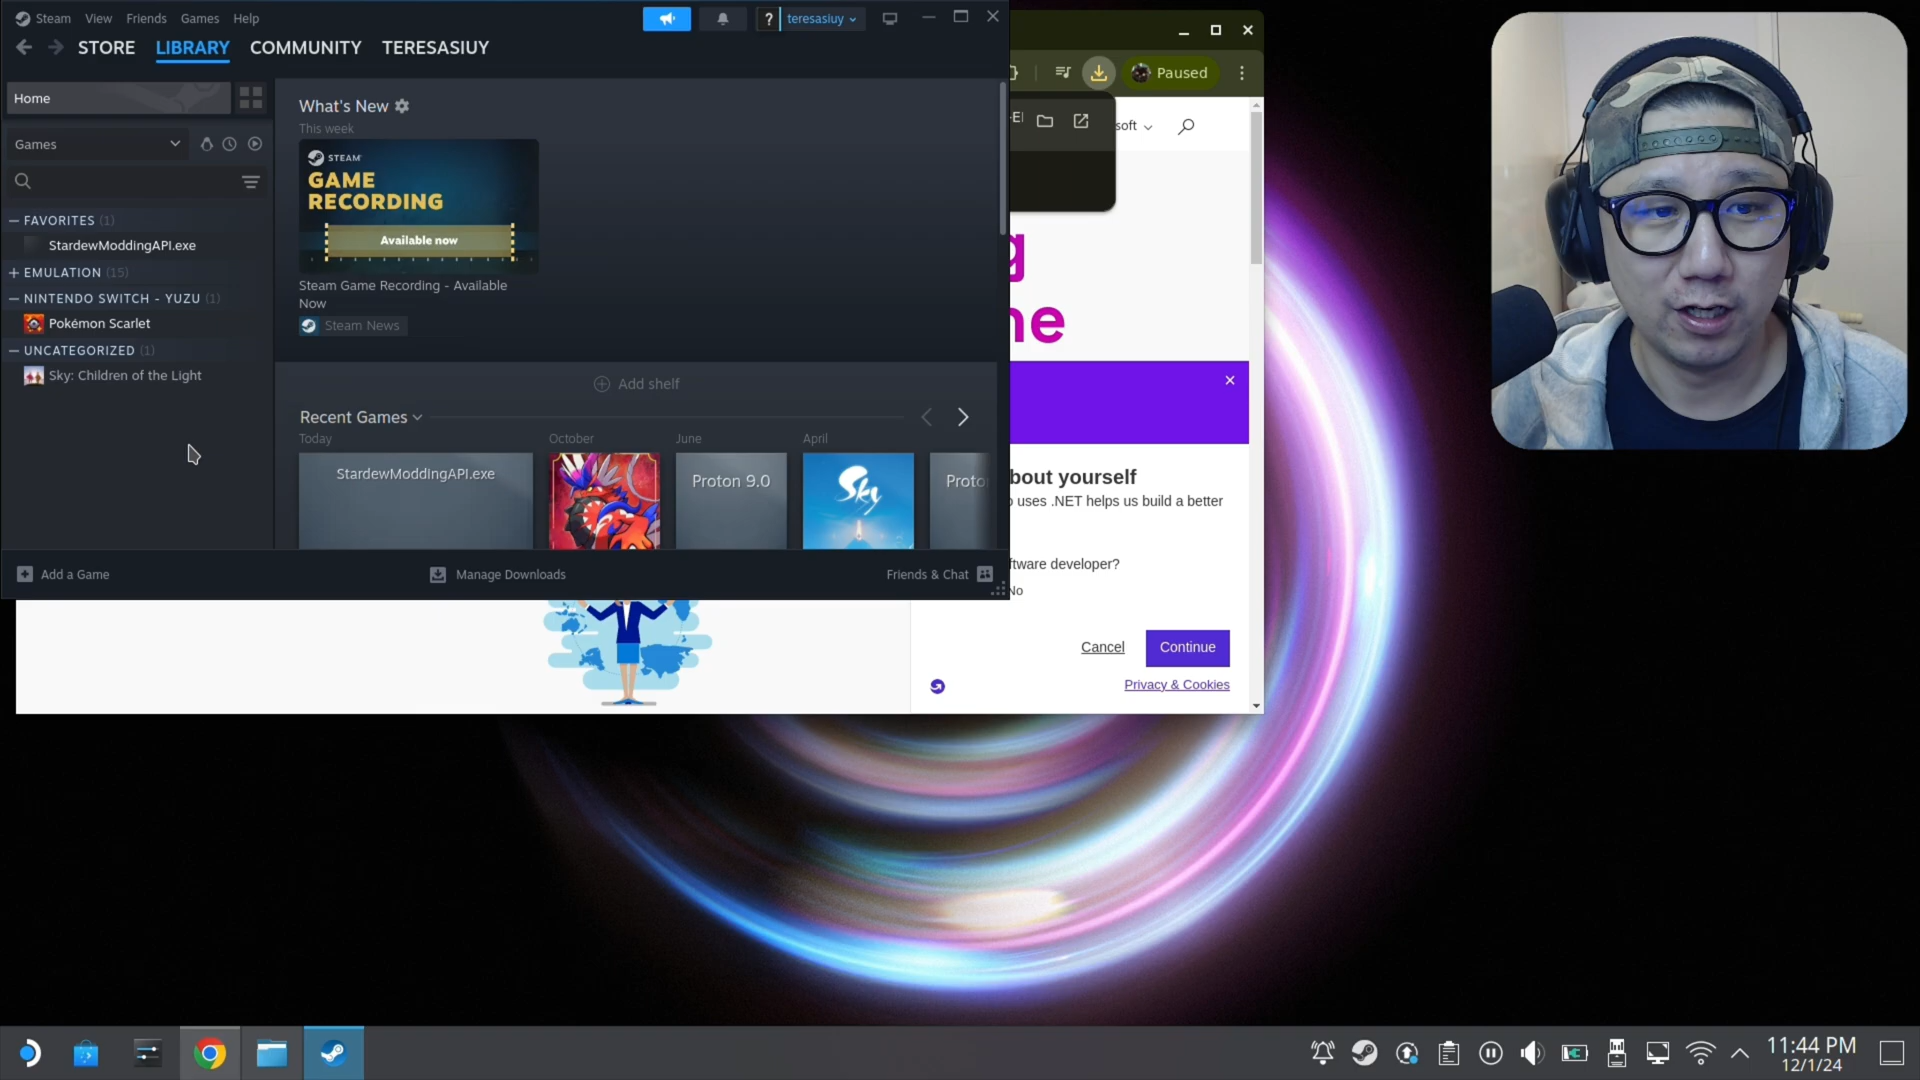 Steam View Friends Games Help
? teresasiuy
STORE LIBRARY COMMUNITY TERESASIUY
Paused
Home
What's New
This week
soft
Games
STEAM
GAME
RECORDING
Available now
FAVORITES (1)
StardewModdingAPI.exe
EMULATION (15)
Steam Game Recording - Available
Now
NINTENDO SWITCH - YUZU (1)
Pokémon Scarlet
Steam News
UNCATEGORIZED (1)
Sky: Children of the Light
Add shelf
Recent Games
Today October June April
StardewModdingAPI.exe
Proton 9.0
Sky
Proto
bout yourself
uses .NET helps us build a better
ftware developer?
No
Add a Game
Manage Downloads
Friends & Chat
Cancel Continue
Privacy & Cookies
11:44 PM
12/1/24